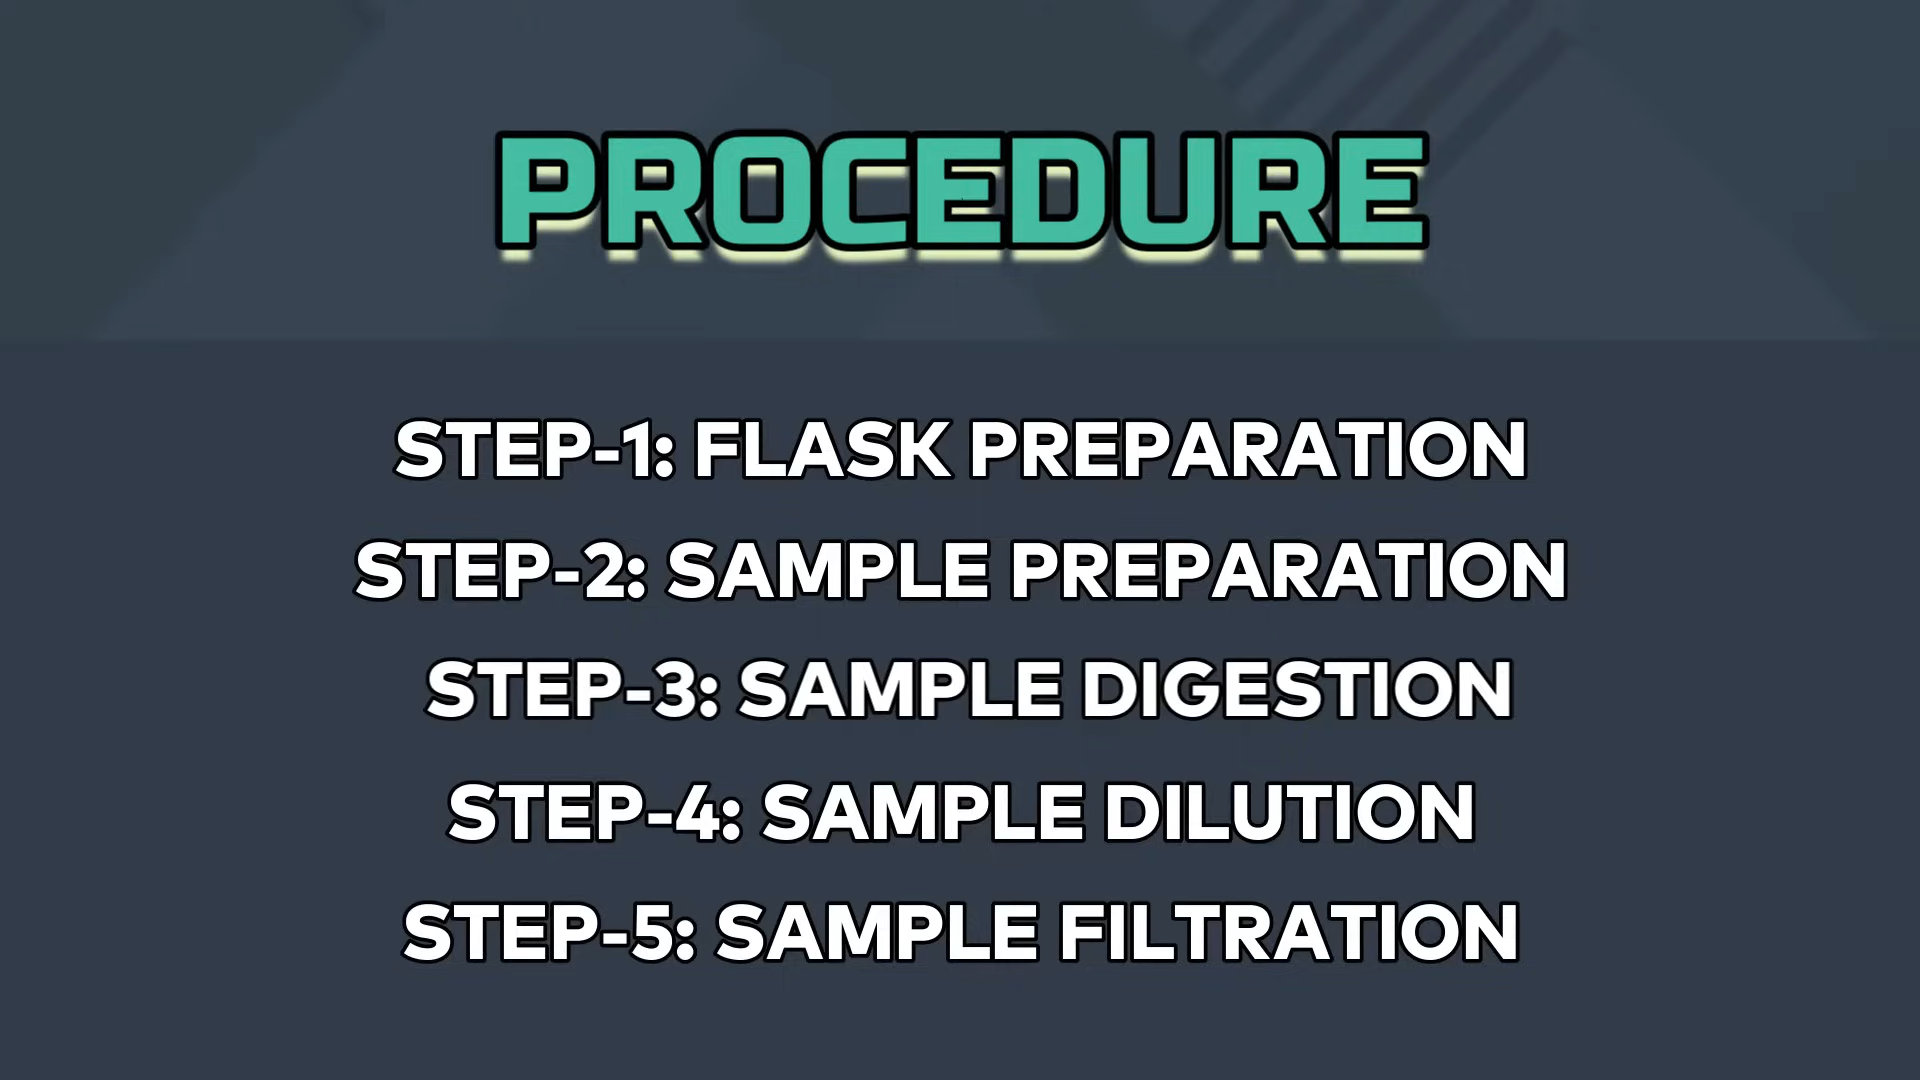 PROCEDURE
STEP-1: FLASK PREPARATION
STEP-2: SAMPLE PREPARATION
STEP-3: SAMPLE DIGESTION
STEP-4: SAMPLE DILUTION
STEP-5: SAMPLE FILTRATION